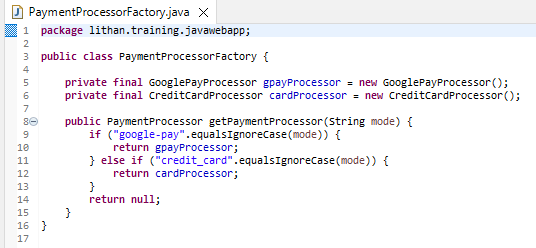 PaymentProcessorFactory.java
1 package lithan.training.javawebapp;
2
3 public class PaymentProcessorFactory {
4
5     private final GooglePayProcessor gpayProcessor = new GooglePayProcessor();
6     private final CreditCardProcessor cardProcessor = new CreditCardProcessor();
7
8     public PaymentProcessor getPaymentProcessor(String mode) {
9         if ("google-pay".equalsIgnoreCase(mode)) {
10             return gpayProcessor;
11         } else if ("credit_card".equalsIgnoreCase(mode)) {
12             return cardProcessor;
13         }
14         return null;
15     }
16 }
17